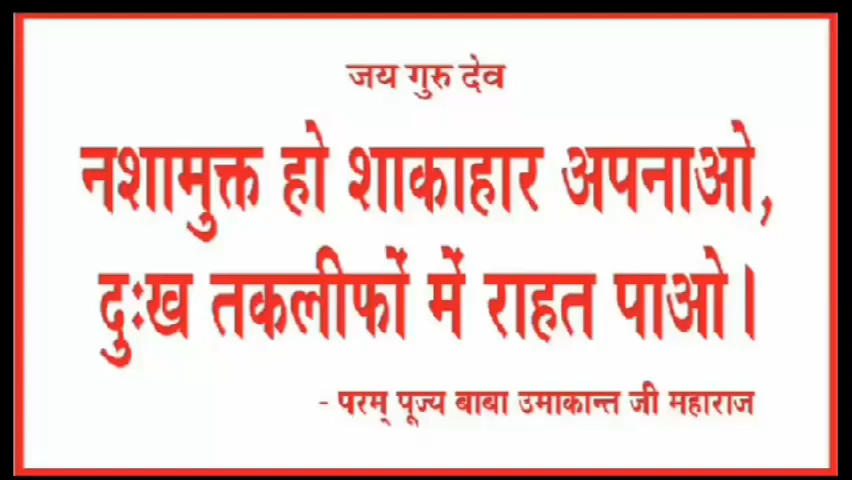 जय गुरु देव
नशामुक्त हो शाकाहार अपनाओ,
दुःख तकलीफों में राहत पाओ।
- परम् पूज्य बाबा उमाकान्त जी महाराज